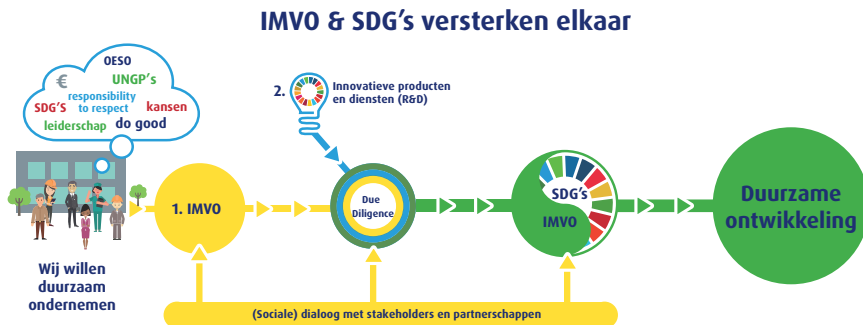 IMVO & SDG's versterken elkaar
OESO
€ UNGP's
responsibility
SDG'S to respect kansen
leiderschap do good
2. Innovatieve producten
en diensten (R&D)
1. IMVO
Due
Diligence
SDG's
IMVO
Duurzame
ontwikkeling
Wij willen
duurzaam
ondernemen
(Sociale) dialoog met stakeholders en partnerschappen